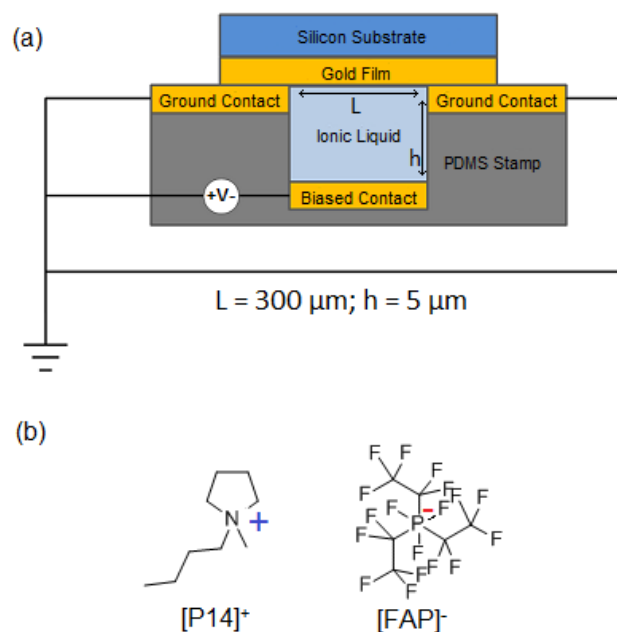 (a)
Silicon Substrate
Gold Film
Ground Contact
L
Ground Contact
Ionic Liquid
h
PDMS Stamp
+V-
Biased Contact
L = 300 µm; h = 5 µm
(b)
F F
F F
F F F F
F P - F F
F F F
F F F
F F
N +
[P14]⁺
[FAP]⁻